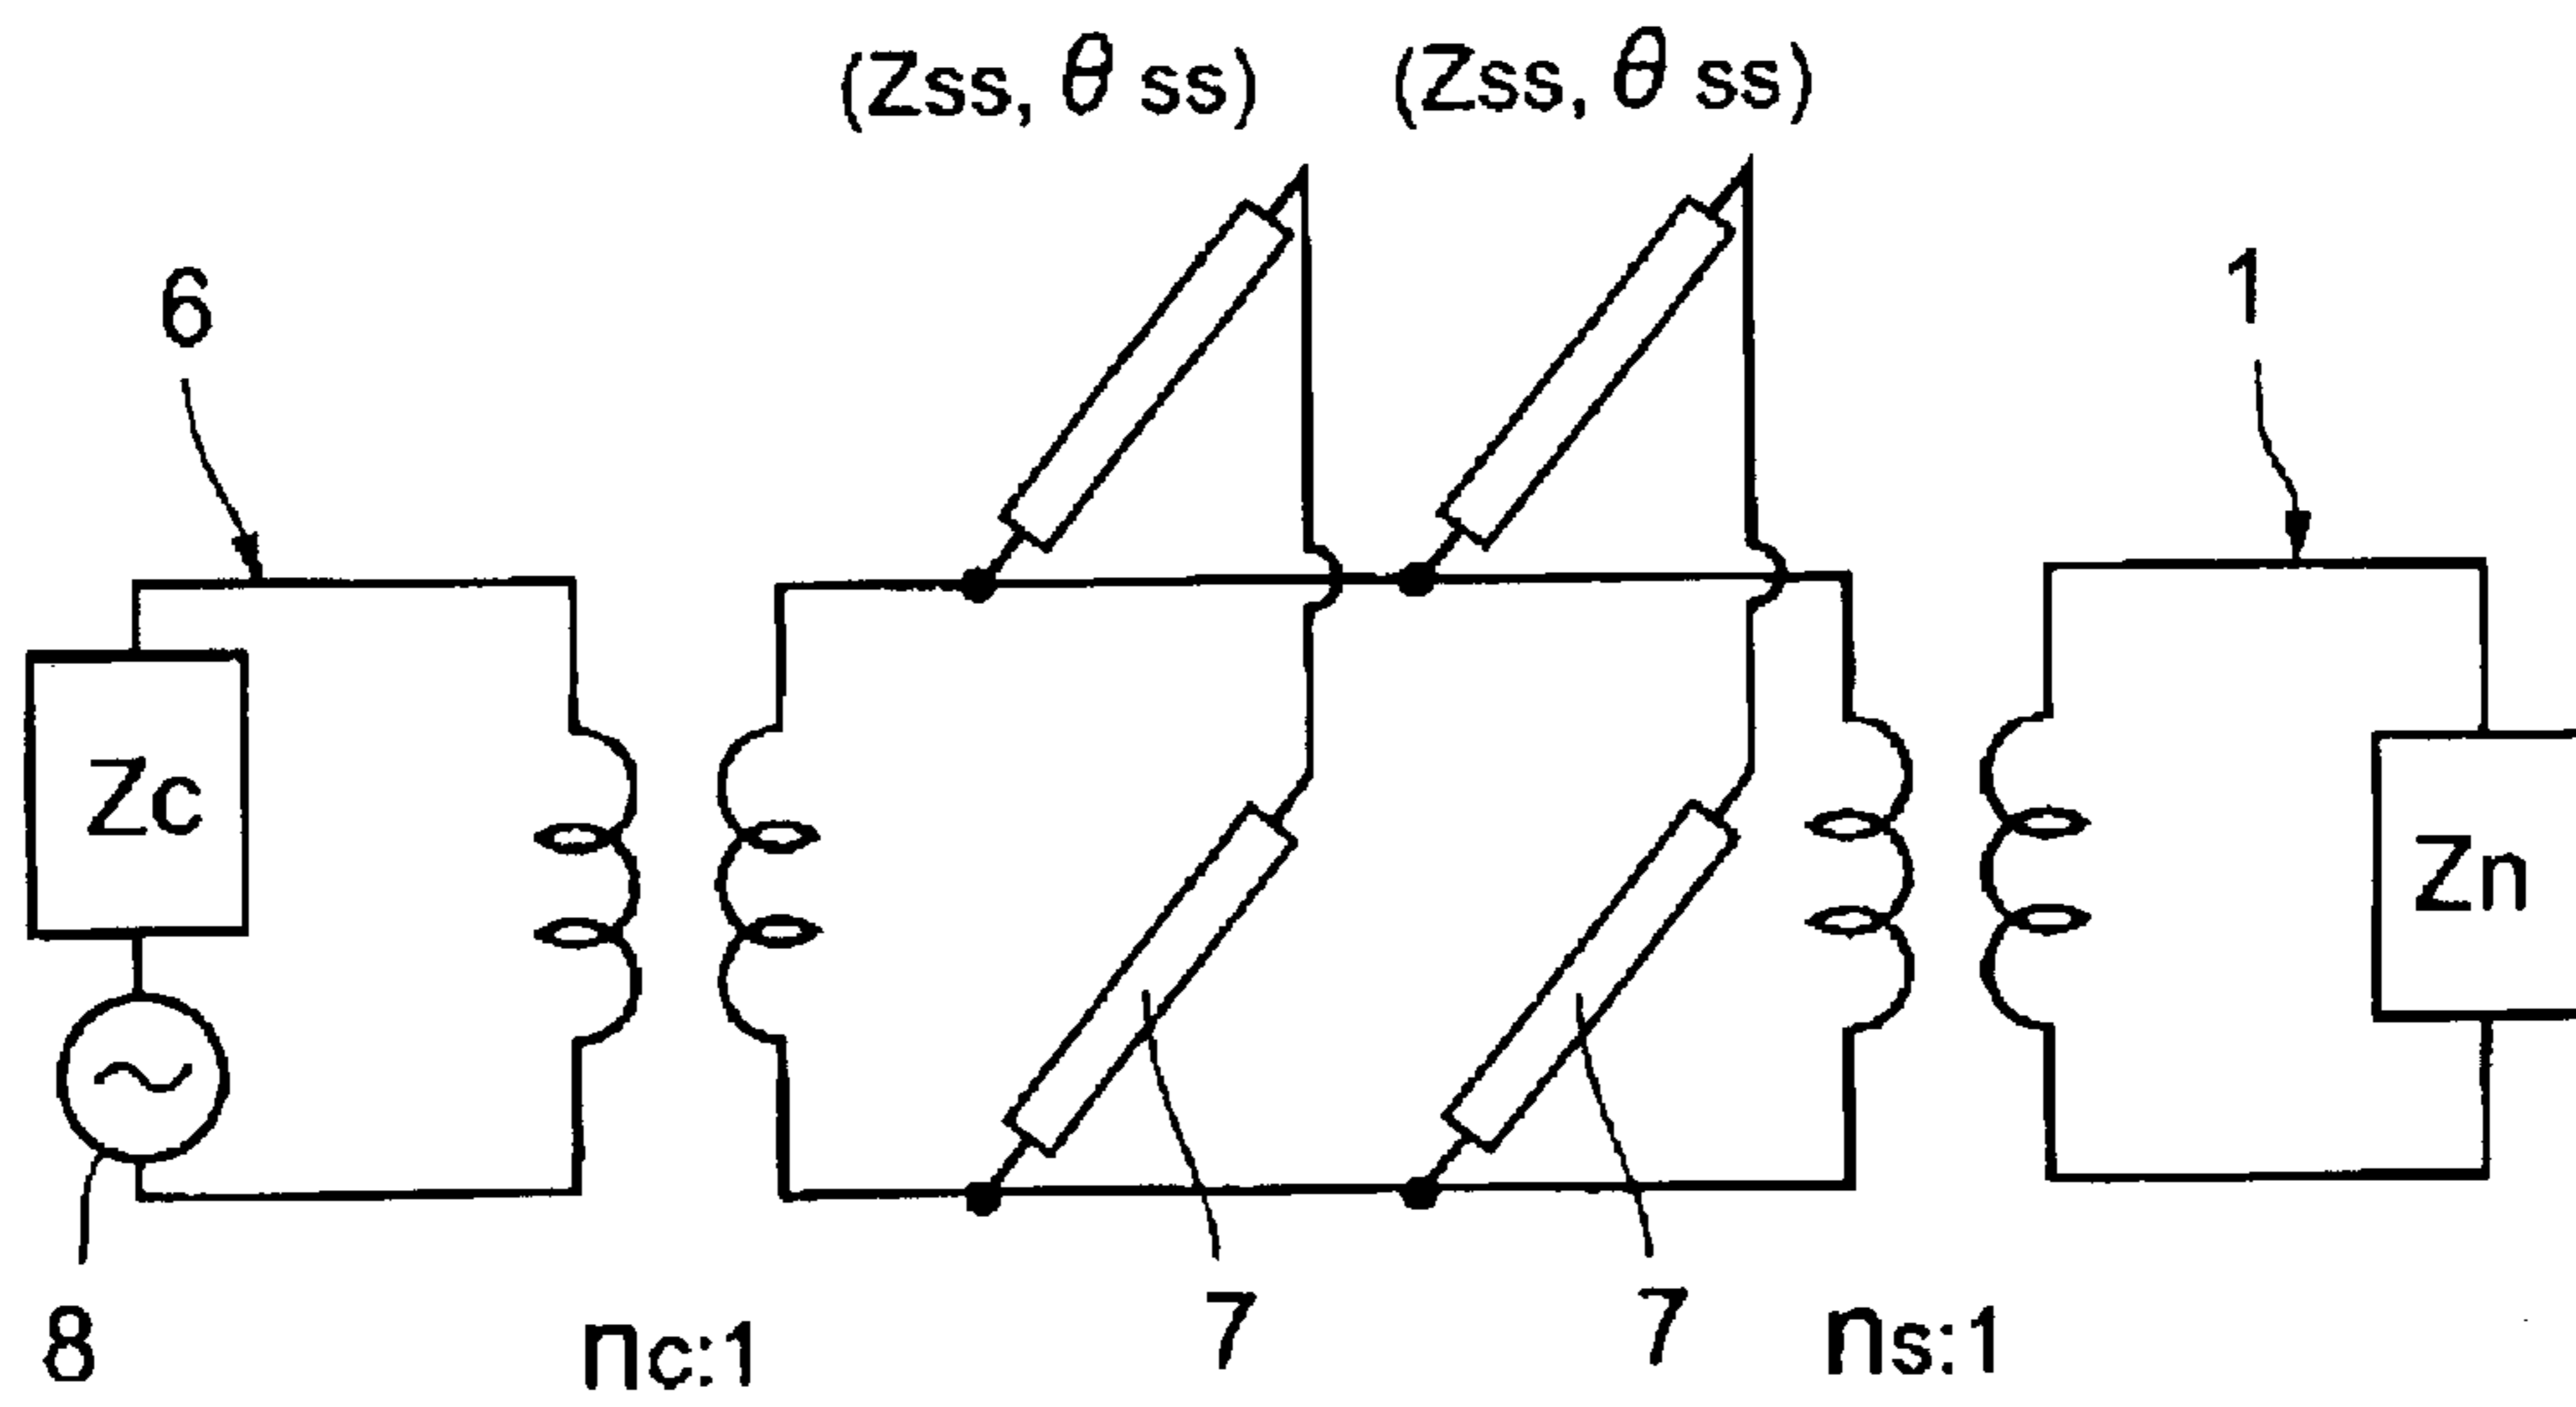 (Zss, θ ss) (Zss, θ ss)
6
1
Zc
Zn
8
nc:1
7
7
ns:1